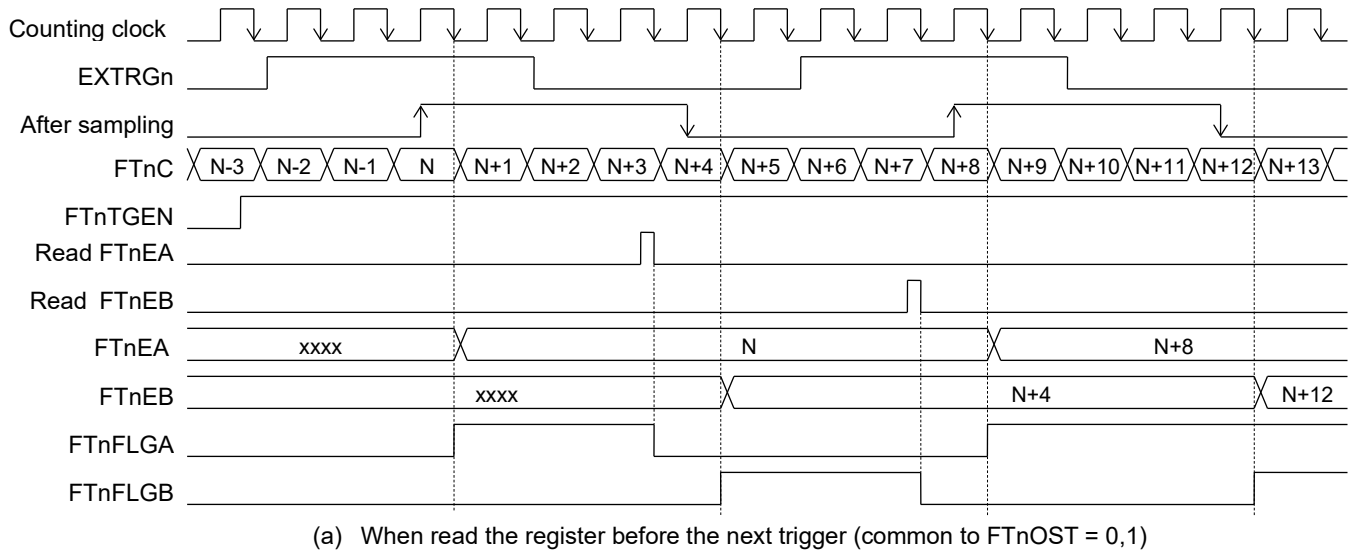 Counting clock
EXTRGn
After sampling
FTnC N-3 N-2 N-1 N N+1 N+2 N+3 N+4 N+5 N+6 N+7 N+8 N+9 N+10 N+11 N+12 N+13
FTnTGEN
Read FTnEA
Read FTnEB
FTnEA xxxx N N+8
FTnEB xxxx N+4 N+12
FTnFLGA
FTnFLGB
(a) When read the register before the next trigger (common to FTnOST = 0,1)